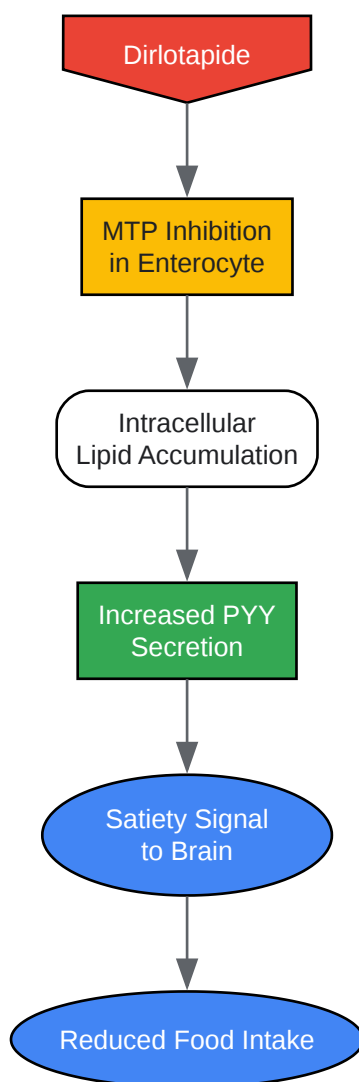 Dirlotapide
MTP Inhibition
in Enterocyte
Intracellular
Lipid Accumulation
Increased PYY
Secretion
Satiety Signal
to Brain
Reduced Food Intake